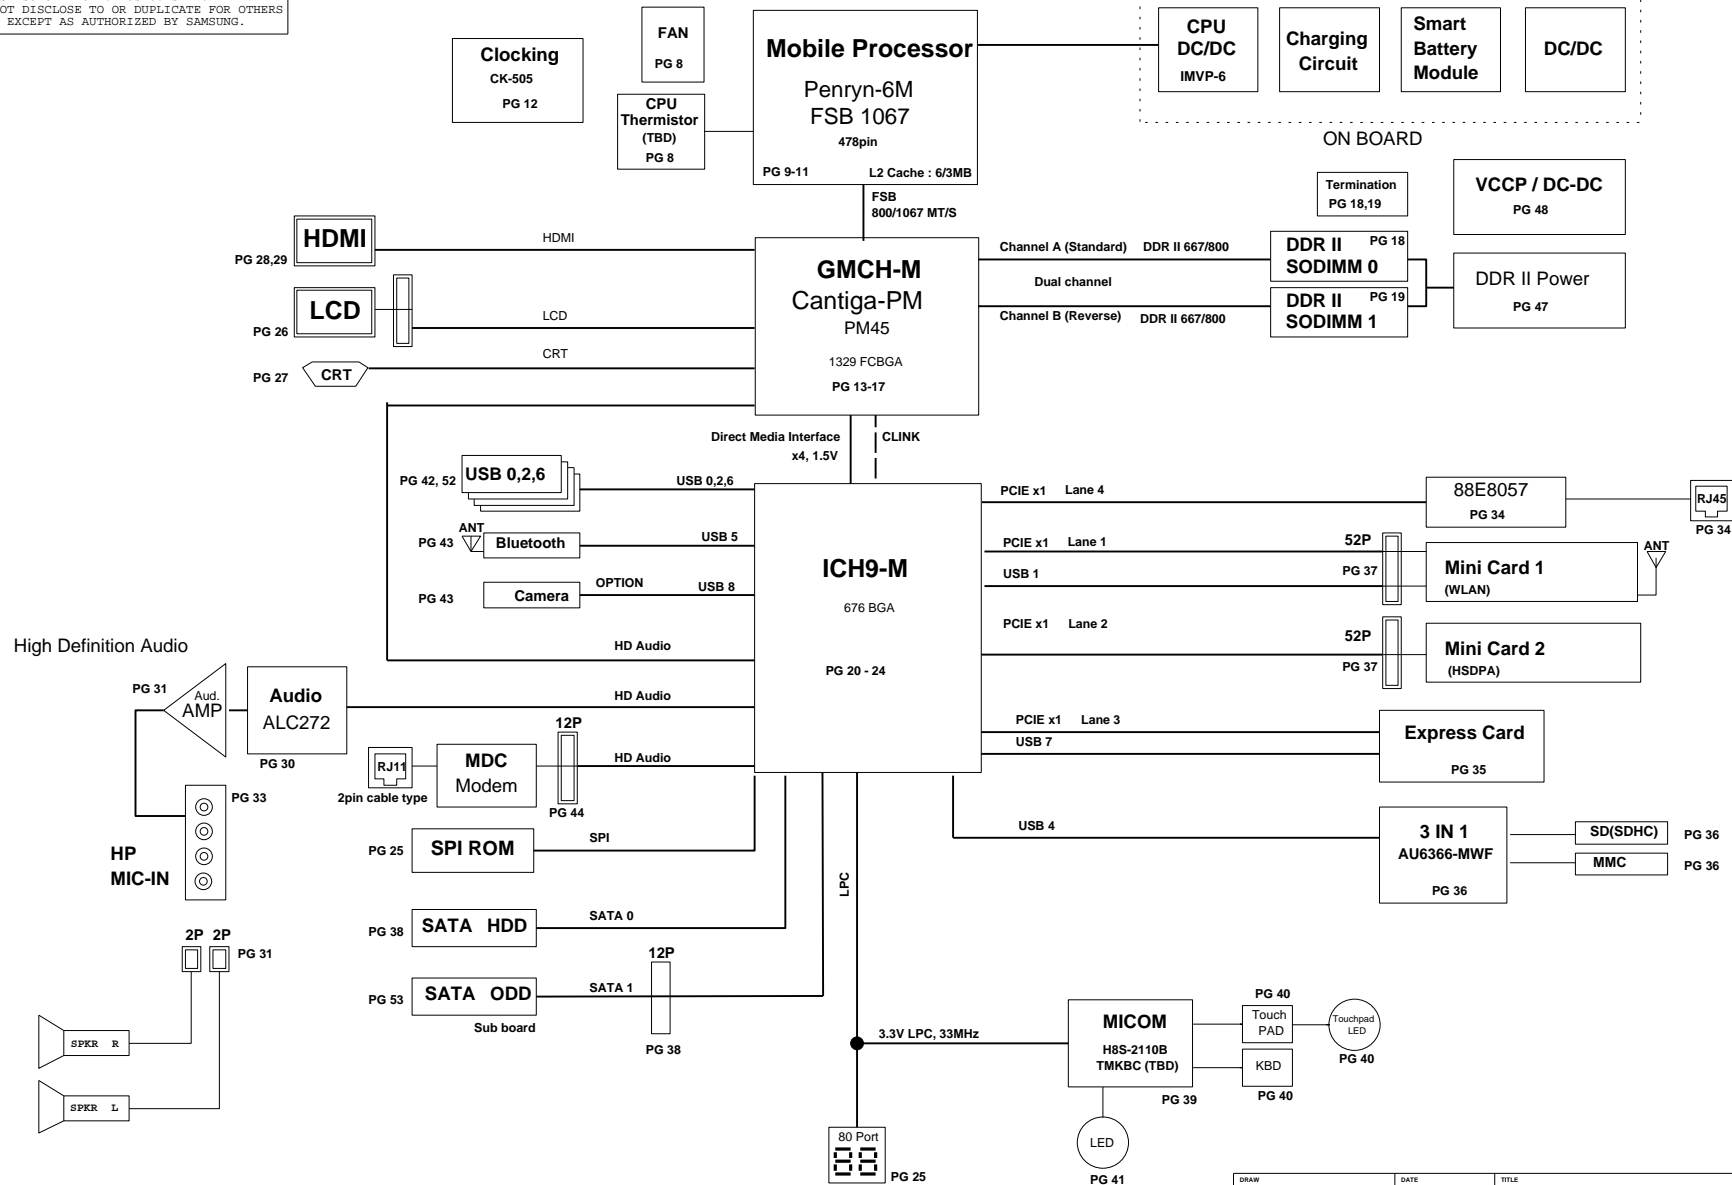 OT DISCLOSE TO OR DUPLICATE FOR OTHERS
EXCEPT AS AUTHORIZED BY SAMSUNG.
Clocking
CK-505
PG 12
FAN
PG 8
CPU
Thermistor
(TBD)
PG 8
Mobile Processor
Penryn-6M
FSB 1067
478pin
PG 9-11
L2 Cache : 6/3MB
CPU
DC/DC
IMVP-6
Charging
Circuit
Smart
Battery
Module
DC/DC
ON BOARD
FSB
800/1067 MT/S
Termination
PG 18,19
VCCP / DC-DC
PG 48
HDMI
PG 28,29
HDMI
LCD
PG 26
LCD
CRT
PG 27
CRT
GMCH-M
Cantiga-PM
PM45
1329 FCBGA
PG 13-17
Channel A (Standard)
DDR II 667/800
Dual channel
Channel B (Reverse)
DDR II 667/800
DDR II
PG 18
SODIMM 0
DDR II
PG 19
SODIMM 1
DDR II Power
PG 47
Direct Media Interface
x4, 1.5V
CLINK
PG 42, 52
USB 0,2,6
USB 0,2,6
ANT
PG 43
Bluetooth
USB 5
PG 43
Camera
OPTION
USB 8
HD Audio
ICH9-M
676 BGA
PG 20 - 24
PCIE x1
Lane 4
88E8057
PG 34
RJ45
PG 34
PCIE x1
Lane 1
52P
USB 1
PG 37
Mini Card 1
(WLAN)
ANT
PCIE x1
Lane 2
52P
PG 37
Mini Card 2
(HSDPA)
PCIE x1
Lane 3
USB 7
Express Card
PG 35
USB 4
3 IN 1
AU6366-MWF
PG 36
SD(SDHC)
PG 36
MMC
PG 36
High Definition Audio
PG 31
Aud.
AMP
Audio
ALC272
PG 30
HD Audio
RJ11
2pin cable type
MDC
Modem
12P
PG 44
HD Audio
PG 33
HP
MIC-IN
PG 25
SPI ROM
SPI
PG 38
SATA HDD
SATA 0
PG 53
SATA ODD
SATA 1
Sub board
12P
PG 38
2P
2P
PG 31
SPKR R
SPKR L
LPC
3.3V LPC, 33MHz
MICOM
H8S-2110B
TMKBC (TBD)
PG 39
PG 40
Touch
PAD
Touchpad
LED
PG 40
KBD
PG 40
LED
PG 41
80 Port
88
PG 25
DRAW
DATE
TITLE